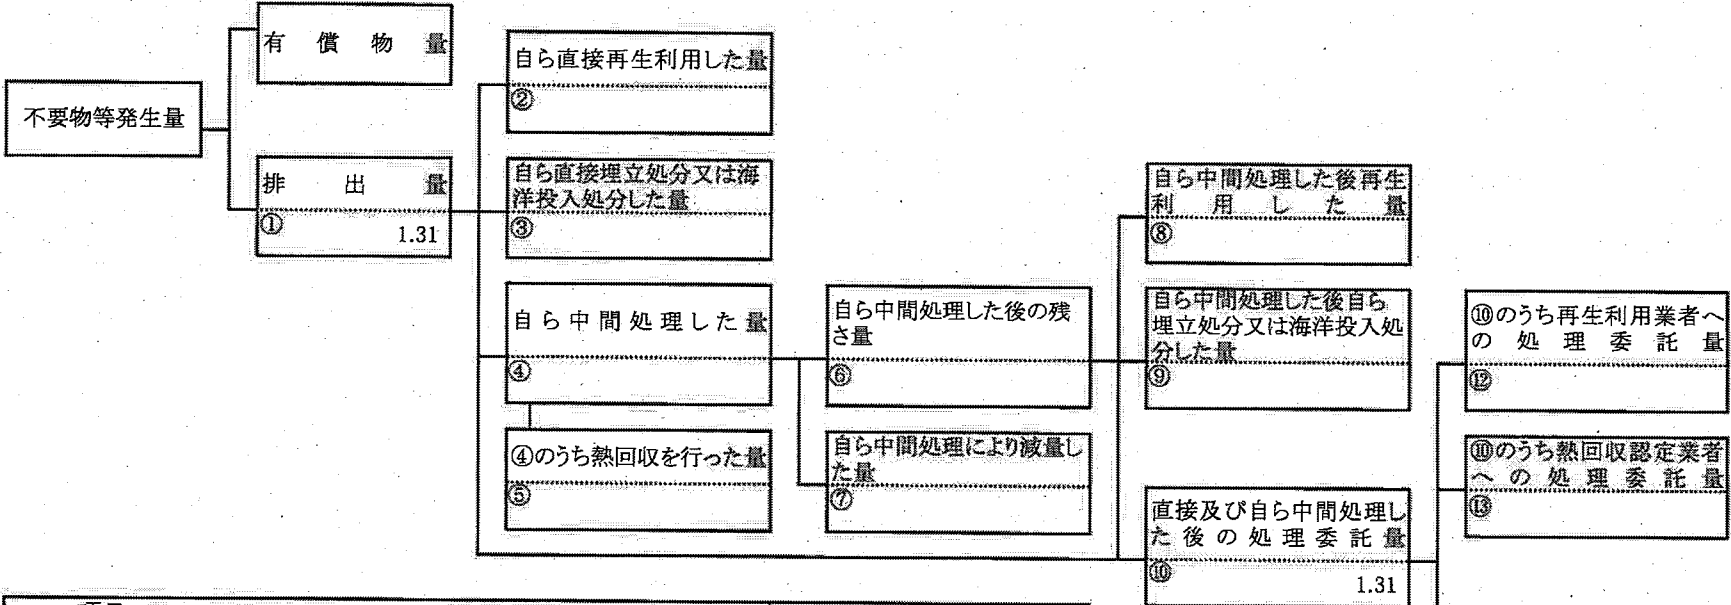 有償物量
不要物等発生量
排出量
①
1.31
自ら直接再生利用した量
②
自ら直接埋立処分又は海
洋投入処分した量
③
自ら中間処理した量
④
④のうち熱回収を行った量
⑤
自ら中間処理した後の残
さ量
⑥
自ら中間処理により減量し
た量
⑦
自ら中間処理した後再生
利用した量
⑧
自ら中間処理した後自ら
埋立処分又は海洋投入処
分した量
⑨
直接及び自ら中間処理し
た後の処理委託量
⑩
1.31
⑩のうち再生利用業者へ
の処理委託量
⑫
⑩のうち熱回収認定業者
への処理委託量
⑬